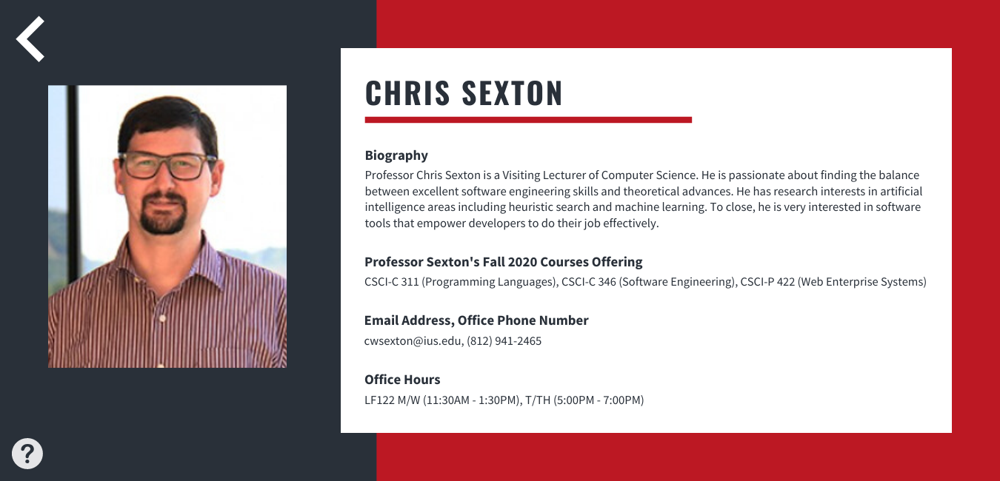 CHRIS SEXTON
Biography
Professor Chris Sexton is a Visiting Lecturer of Computer Science. He is passionate about finding the balance
between excellent software engineering skills and theoretical advances. He has research interests in artificial
intelligence areas including heuristic search and machine learning. To close, he is very interested in software
tools that empower developers to do their job effectively.
Professor Sexton's Fall 2020 Courses Offering
CSCI-C 311 (Programming Languages), CSCI-C 346 (Software Engineering), CSCI-P 422 (Web Enterprise Systems)
Email Address, Office Phone Number
cwsexton@ius.edu, (812) 941-2465
Office Hours
LF122 M/W (11:30AM - 1:30PM), T/TH (5:00PM - 7:00PM)
?